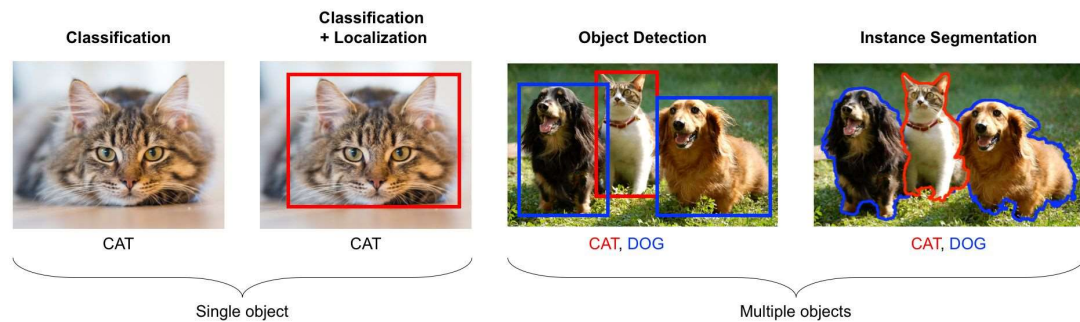 Classification
Classification
+ Localization
Object Detection
Instance Segmentation
CAT
CAT
CAT, DOG
CAT, DOG
Single object
Multiple objects